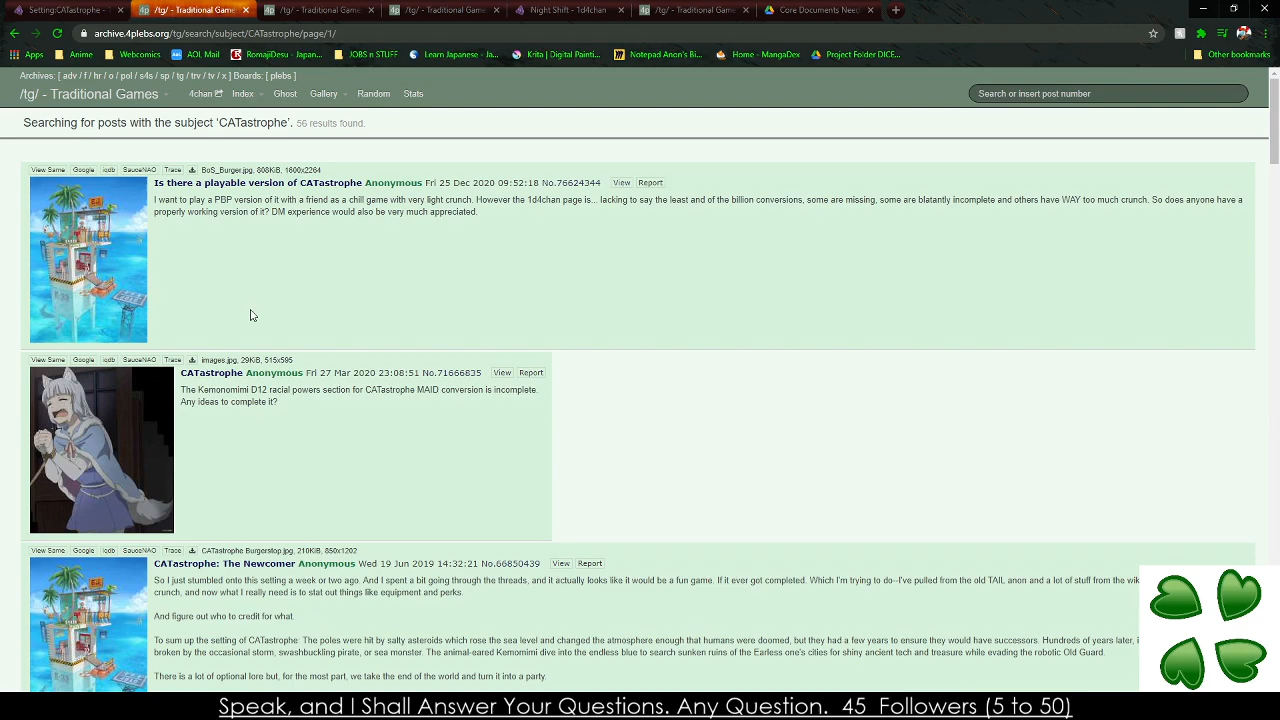 Setting:CATastrophe -
/tg/ - Traditional Game
/tg/ - Traditional Game
/tg/ - Traditional Game
Night Shift - 1d4chan
/tg/ - Traditional Game
Core Documents Need
archive.4plebs.org/tg/search/subject/CATastrophe/page/1/
Apps Anime Webcomics AOL Mail RomajiDesu - Japan... JOBS n STUFF Learn Japanese - Ja... Krita | Digital Paintin... Notepad Anon's Bi... Home - MangaDex Project Folder DICE... Other bookmarks
Archives: [ adv / f / hr / o / pol / s4s / sp / tg / trv / tv / x ] Boards: [ plebs ]
/tg/ - Traditional Games 4chan Index Ghost Gallery Random Stats Search or insert post number
Searching for posts with the subject ‘CATastrophe’. 56 results found.
View Same Google iqdb SauceNAO Trace BoS_Burger.jpg, 808KiB, 1600x2264
Is there a playable version of CATastrophe Anonymous Fri 25 Dec 2020 09:52:18 No.76624344 View Report
I want to play a PBP version of it with a friend as a chill game with very light crunch. However the 1d4chan page is... lacking to say the least and of the billion conversions, some are missing, some are blatantly incomplete and others have WAY too much crunch. So does anyone have a
properly working version of it? DM experience would also be very much appreciated.
View Same Google iqdb SauceNAO Trace images.jpg, 29KiB, 515x595
CATastrophe Anonymous Fri 27 Mar 2020 23:08:51 No.71666835 View Report
The Kemonomimi D12 racial powers section for CATastrophe MAID conversion is incomplete.
Any ideas to complete it?
View Same Google iqdb SauceNAO Trace CATastrophe Burgerstop.jpg, 210KiB, 850x1202
CATastrophe: The Newcomer Anonymous Wed 19 Jun 2019 14:32:21 No.66850439 View Report
So I just stumbled onto this setting a week or two ago. And I spent a bit going through the threads, and it actually looks like it would be a fun game. If it ever got completed. Which I'm trying to do--I've pulled from the old TAIL anon and a lot of stuff from the wik
crunch, and now what I really need is to stat out things like equipment and perks.
And figure out who to credit for what.
To sum up the setting of CATastrophe: The poles were hit by salty asteroids which rose the sea level and changed the atmosphere enough that humans were doomed, but they had a few years to ensure they would have successors. Hundreds of years later, i
broken by the occasional storm, swashbuckling pirate, or sea monster. The animal-eared Kemomimi dive into the endless blue to search sunken ruins of the Earless one's cities for shiny ancient tech and treasure while evading the robotic Old Guard.
There is a lot of optional lore but, for the most part, we take the end of the world and turn it into a party.
Speak, and I Shall Answer Your Questions. Any Question. 45 Followers (5 to 50)